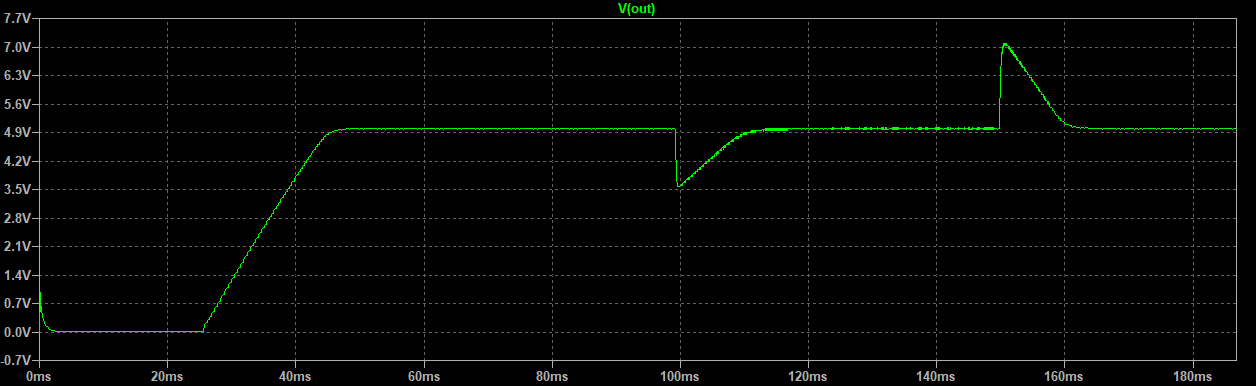 V(out)
7.7V
7.0V
6.3V
5.6V
4.9V
4.2V
3.5V
2.8V
2.1V
1.4V
0.7V
0.0V
-0.7V
0ms 20ms 40ms 60ms 80ms 100ms 120ms 140ms 160ms 180ms